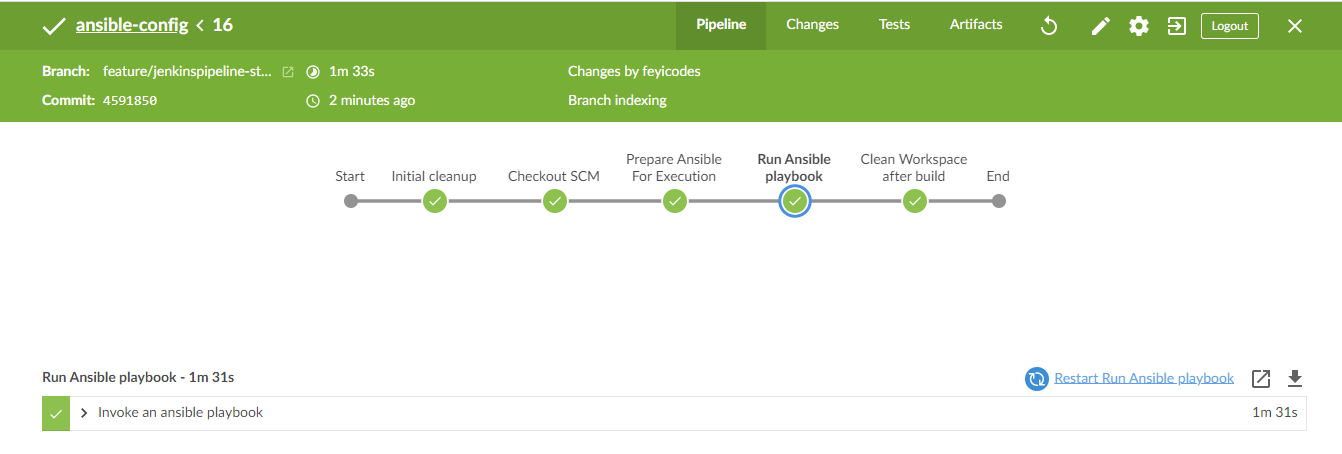 ansible-config < 16
Pipeline
Changes
Tests
Artifacts
Logout
Branch: feature/jenkinspipeline-st...
1m 33s
Changes by feyicodes
Commit: 4591850
2 minutes ago
Branch indexing
Start
Initial cleanup
Checkout SCM
Prepare Ansible
For Execution
Run Ansible
playbook
Clean Workspace
after build
End
Run Ansible playbook - 1m 31s
Restart Run Ansible playbook
Invoke an ansible playbook
1m 31s